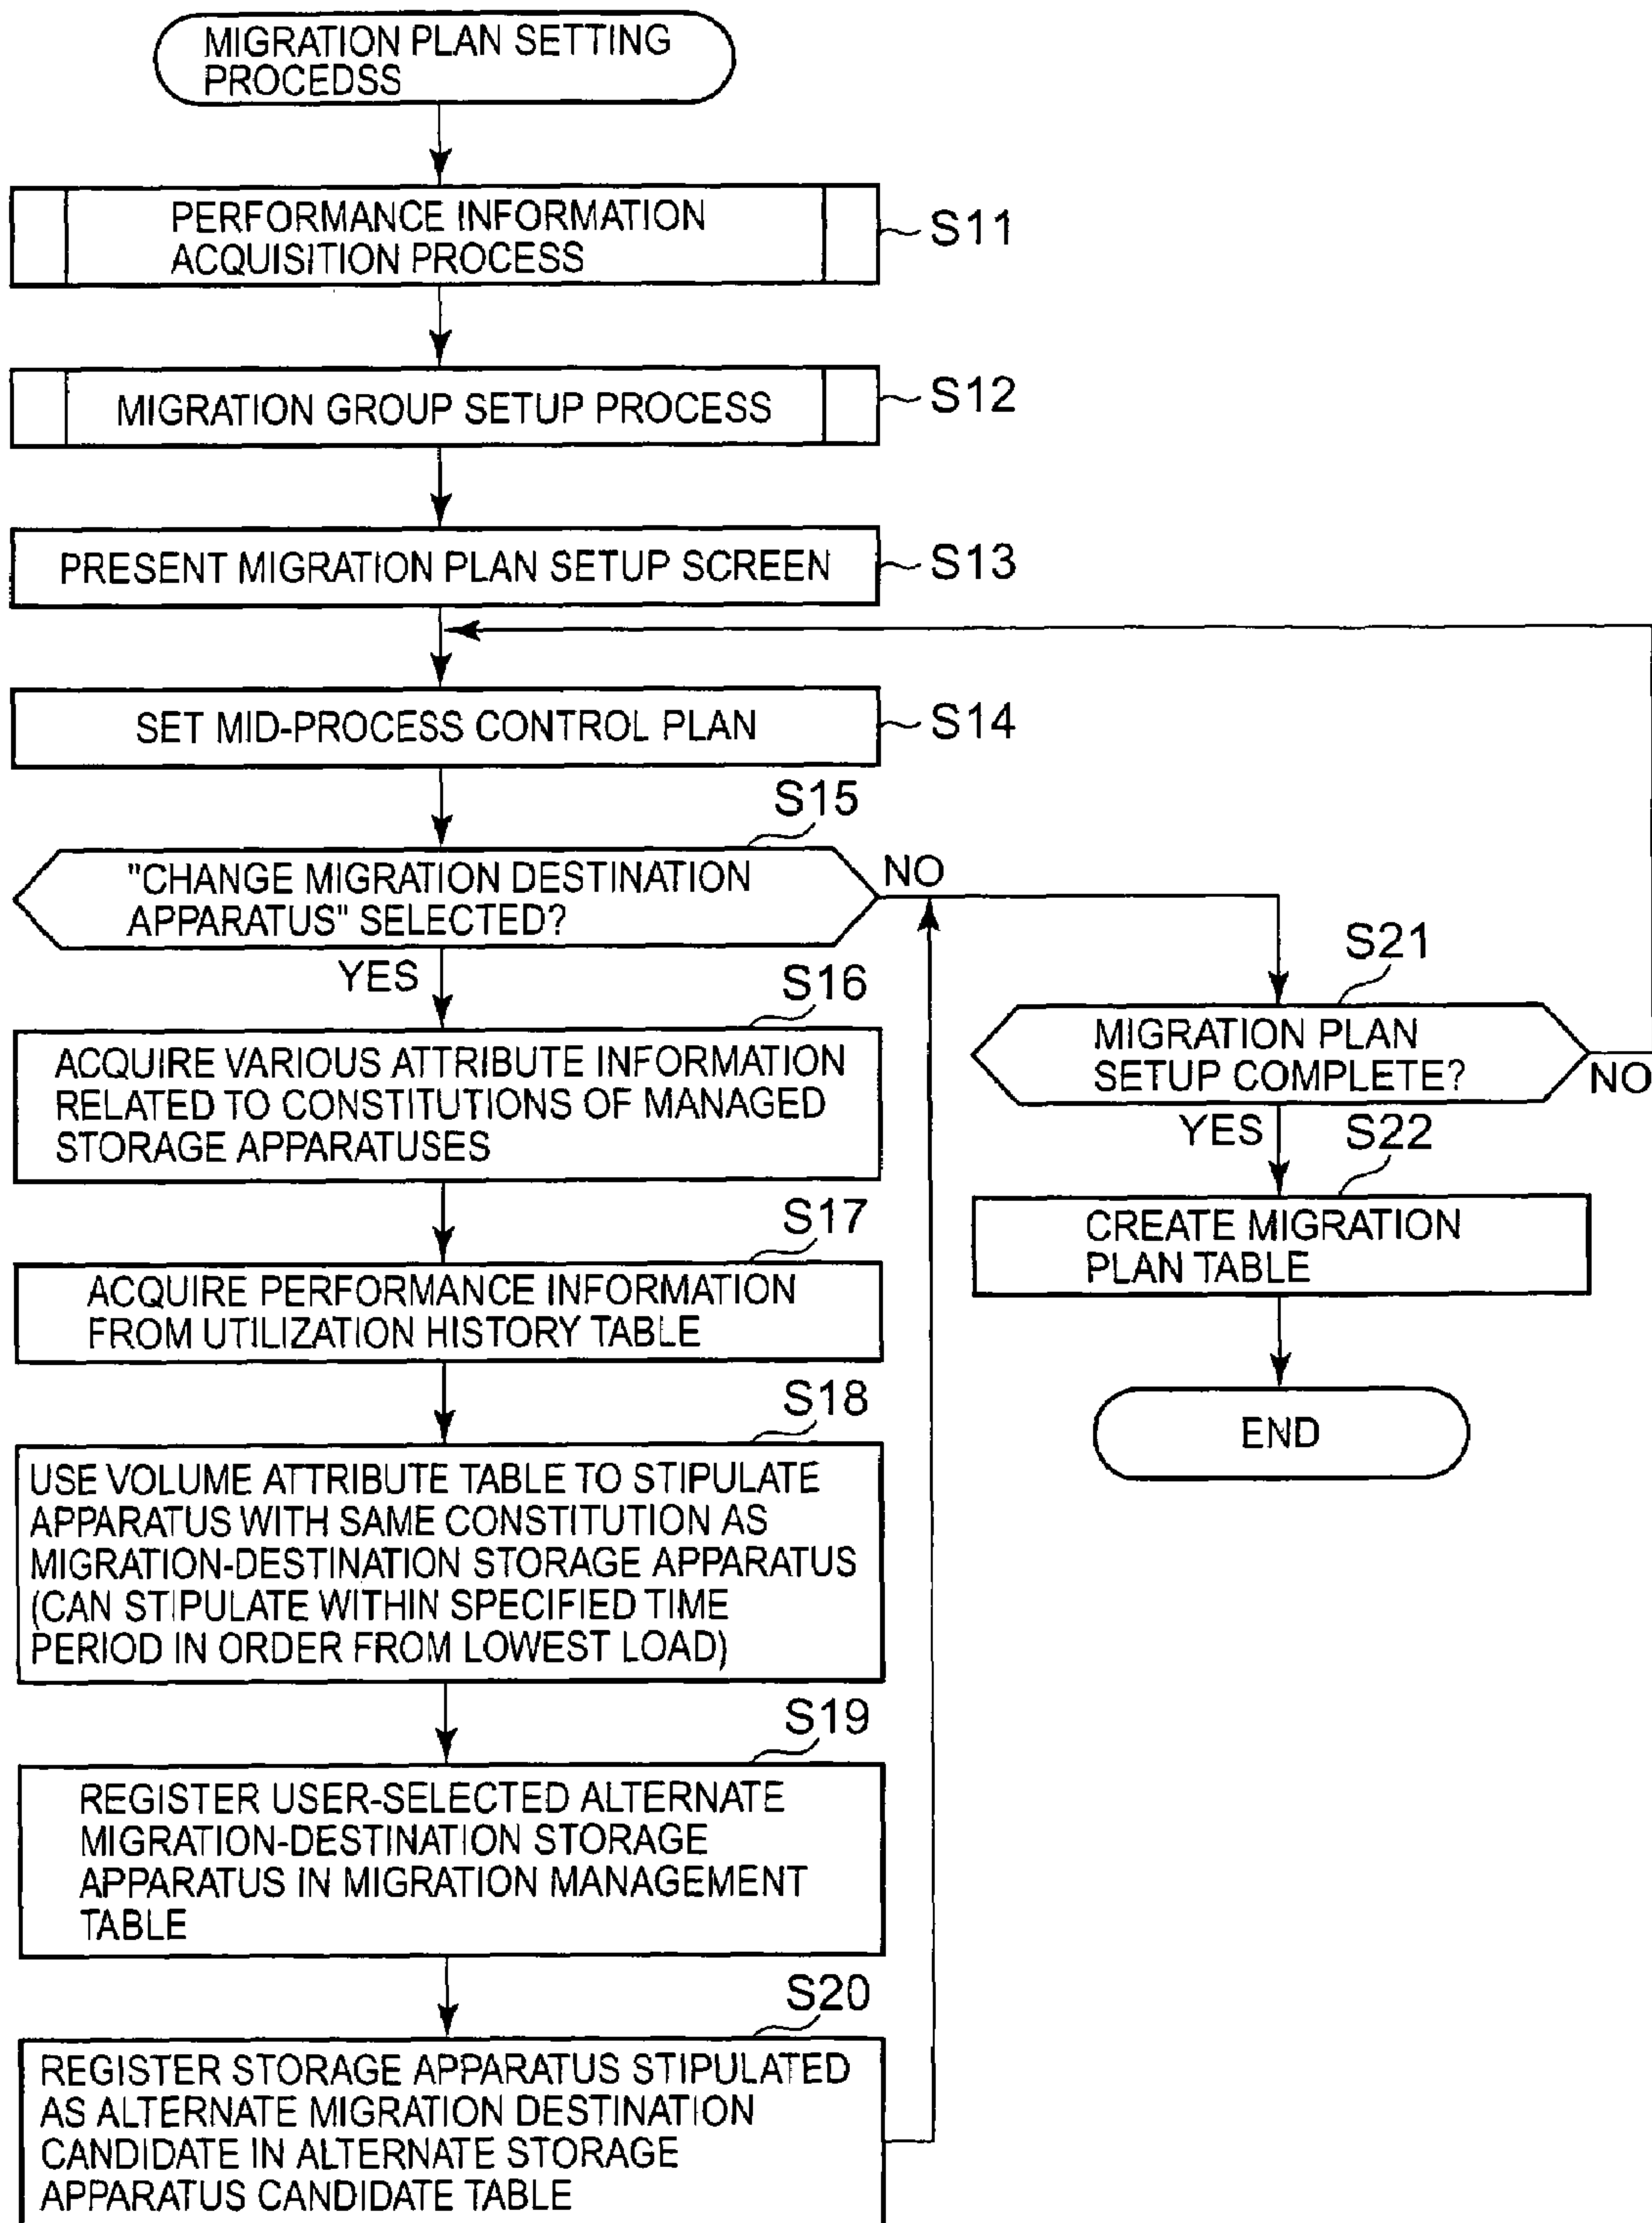 MIGRATION PLAN SETTING
PROCEDSS
PERFORMANCE INFORMATION
ACQUISITION PROCESS
S11
MIGRATION GROUP SETUP PROCESS
S12
PRESENT MIGRATION PLAN SETUP SCREEN
S13
SET MID-PROCESS CONTROL PLAN
S14
S15
"CHANGE MIGRATION DESTINATION
APPARATUS" SELECTED?
NO
YES
S16
ACQUIRE VARIOUS ATTRIBUTE INFORMATION
RELATED TO CONSTITUTIONS OF MANAGED
STORAGE APPARATUSES
S17
ACQUIRE PERFORMANCE INFORMATION
FROM UTILIZATION HISTORY TABLE
S18
USE VOLUME ATTRIBUTE TABLE TO STIPULATE
APPARATUS WITH SAME CONSTITUTION AS
MIGRATION-DESTINATION STORAGE APPARATUS
(CAN STIPULATE WITHIN SPECIFIED TIME
PERIOD IN ORDER FROM LOWEST LOAD)
S19
REGISTER USER-SELECTED ALTERNATE
MIGRATION-DESTINATION STORAGE
APPARATUS IN MIGRATION MANAGEMENT
TABLE
S20
REGISTER STORAGE APPARATUS STIPULATED
AS ALTERNATE MIGRATION DESTINATION
CANDIDATE IN ALTERNATE STORAGE
APPARATUS CANDIDATE TABLE
S21
MIGRATION PLAN
SETUP COMPLETE?
NO
YES
S22
CREATE MIGRATION
PLAN TABLE
END